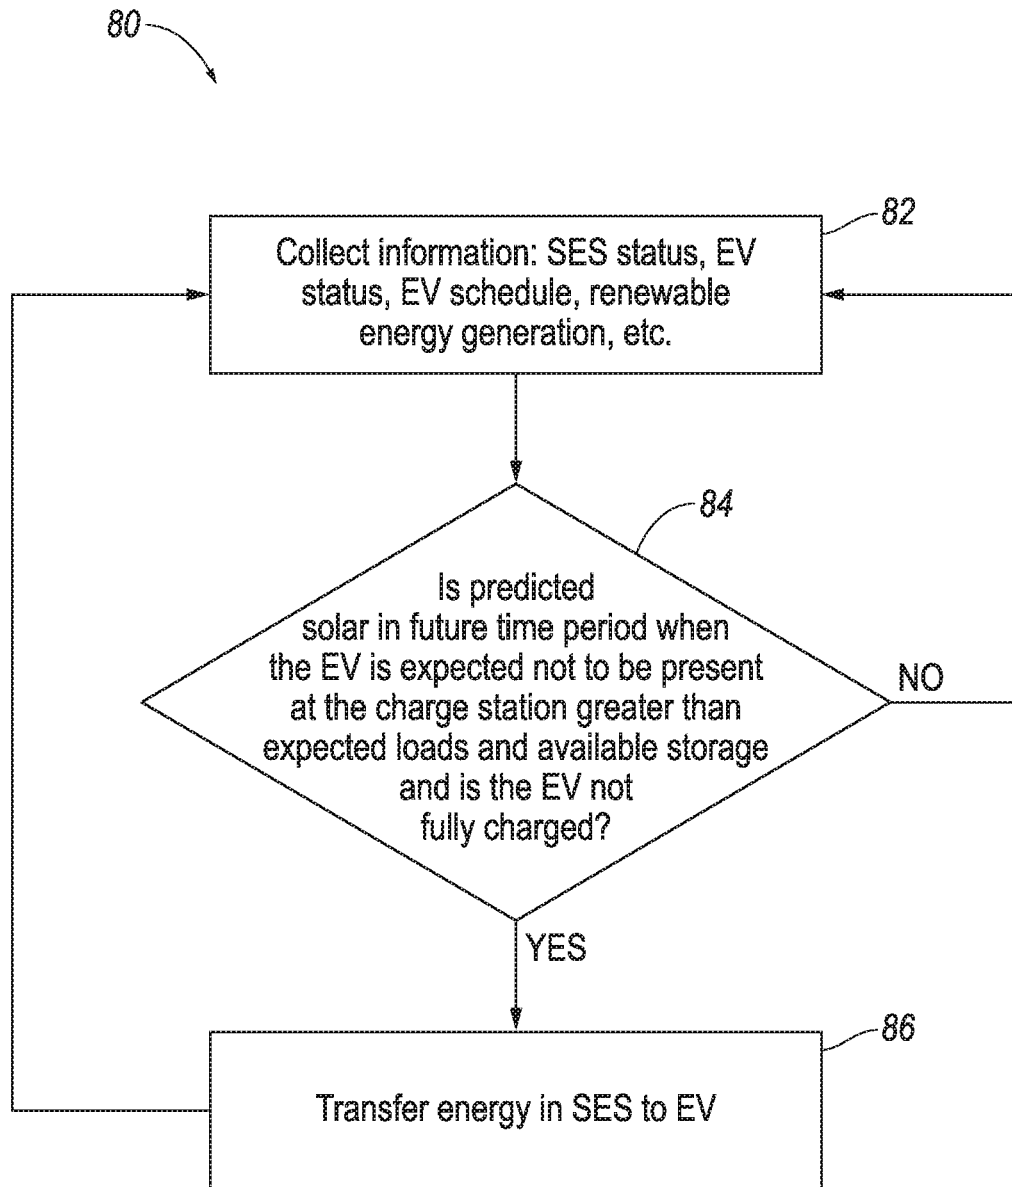 80
82
Collect information: SES status, EV
status, EV schedule, renewable
energy generation, etc.
84
Is predicted
solar in future time period when
the EV is expected not to be present
at the charge station greater than
expected loads and available storage
and is the EV not
fully charged?
NO
YES
86
Transfer energy in SES to EV